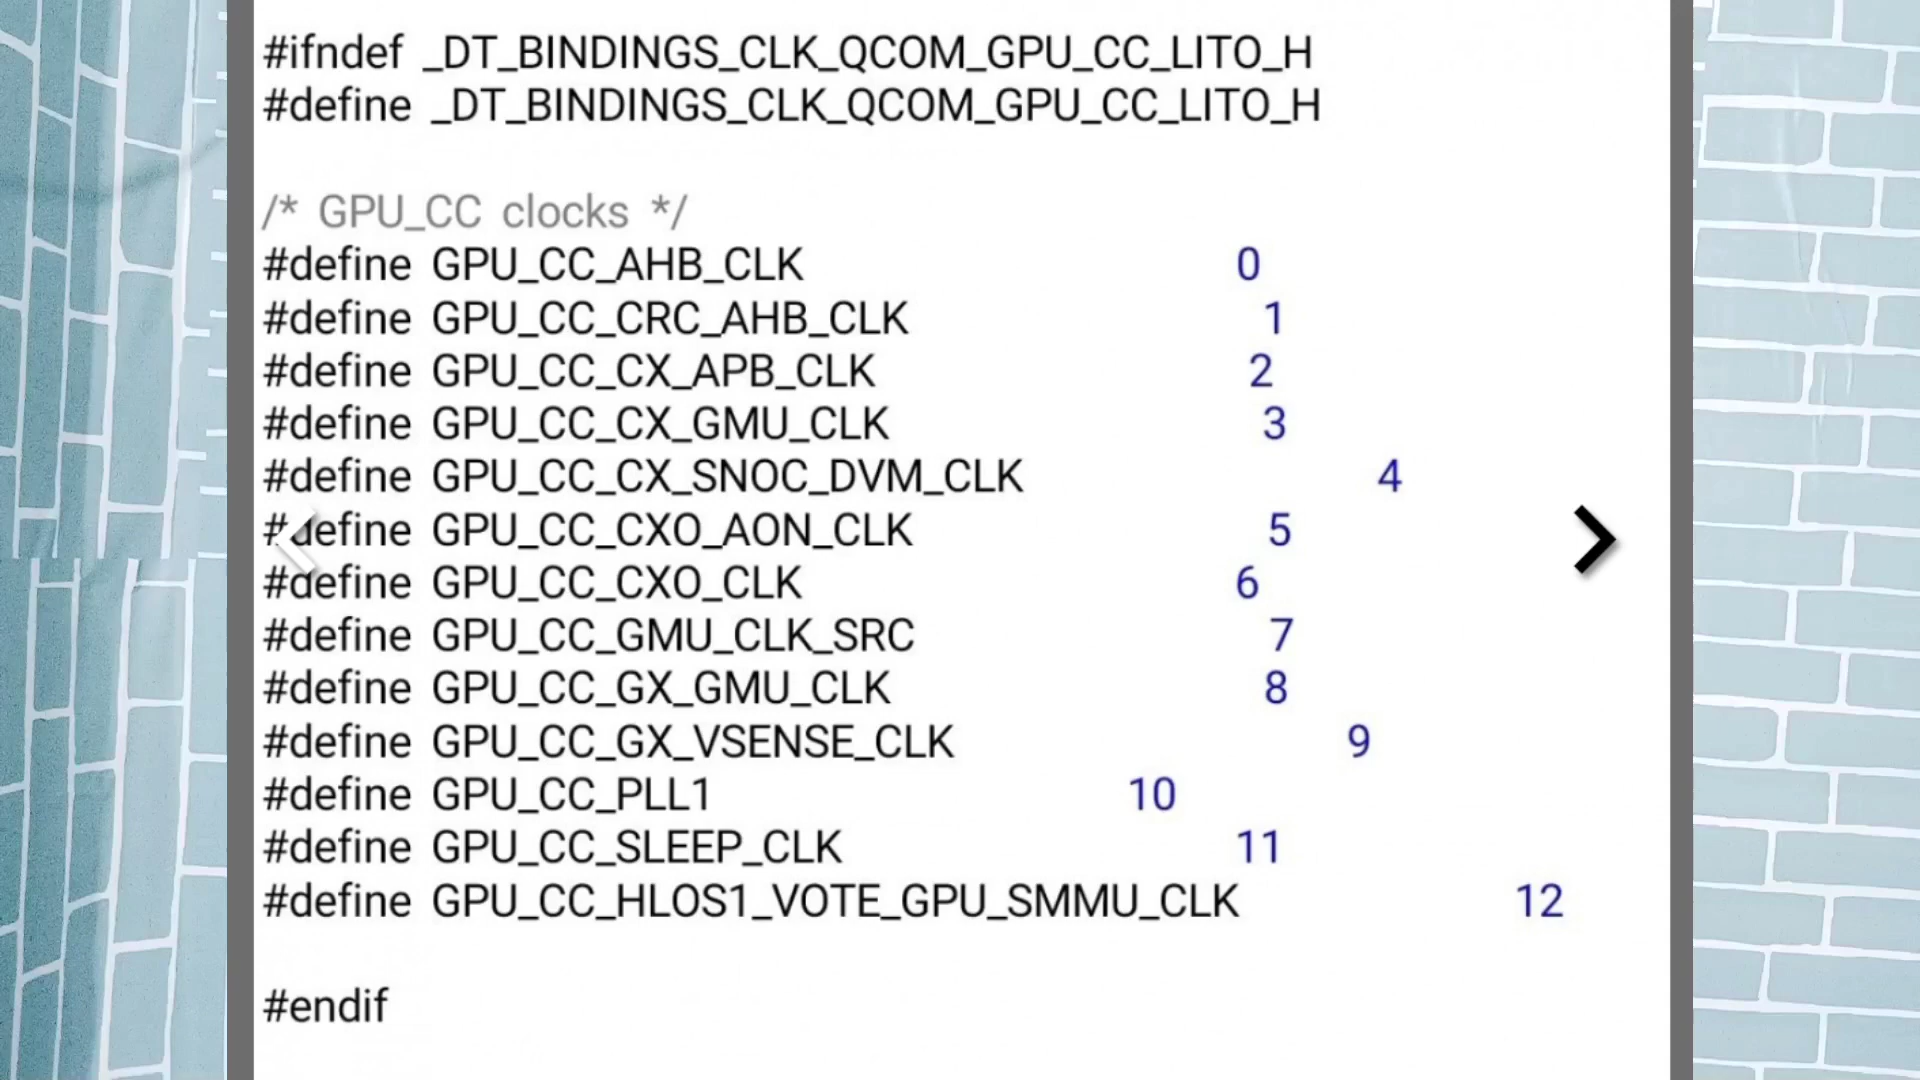 #ifndef _DT_BINDINGS_CLK_QCOM_GPU_CC_LITO_H
#define _DT_BINDINGS_CLK_QCOM_GPU_CC_LITO_H
/* GPU_CC clocks */
#define GPU_CC_AHB_CLK 0
#define GPU_CC_CRC_AHB_CLK 1
#define GPU_CC_CX_APB_CLK 2
#define GPU_CC_CX_GMU_CLK 3
#define GPU_CC_CX_SNOC_DVM_CLK 4
#define GPU_CC_CXO_AON_CLK 5
#define GPU_CC_CXO_CLK 6
#define GPU_CC_GMU_CLK_SRC 7
#define GPU_CC_GX_GMU_CLK 8
#define GPU_CC_GX_VSENSE_CLK 9
#define GPU_CC_PLL1 10
#define GPU_CC_SLEEP_CLK 11
#define GPU_CC_HLOS1_VOTE_GPU_SMMU_CLK 12
#endif